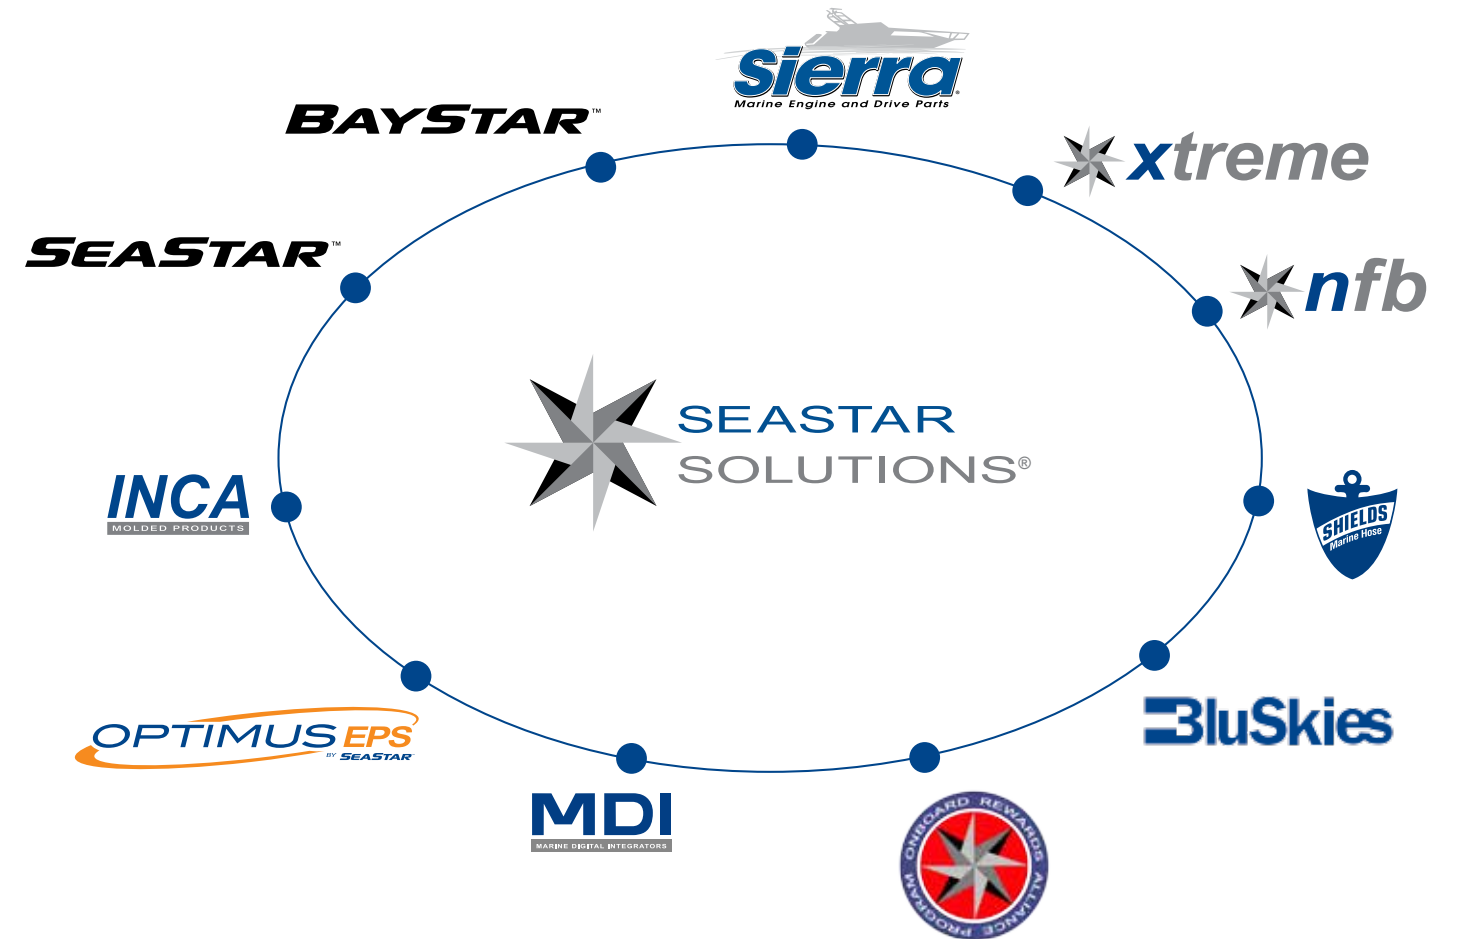 Sierra®
Marine Engine and Drive Parts
BAYSTAR™
xtreme
SEASTAR™
nfb
SEASTAR
SOLUTIONS®
INCA
MOLDED PRODUCTS
SHIELDS
Marine Hose
OPTIMUS EPS
BY SEASTAR
BluSkies
MDI
MARINE DIGITAL INTEGRATORS
ONBOARD REWARDS ALLIANCE PROGRAM